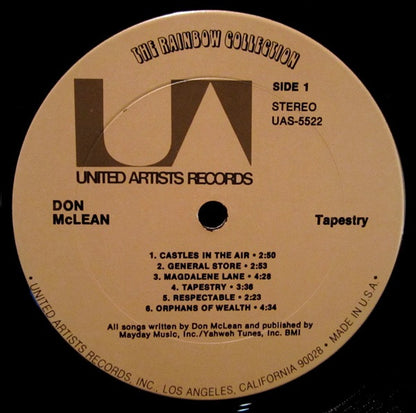 THE RAINBOW COLLECTION
SIDE 1
STEREO
UAS-5522
UA
UNITED ARTISTS RECORDS
DON
McLEAN
Tapestry
1. CASTLES IN THE AIR • 2:50
2. GENERAL STORE • 2:53
3. MAGDALENE LANE • 4:28
4. TAPESTRY • 3:36
5. RESPECTABLE • 2:23
6. ORPHANS OF WEALTH • 4:34
All songs written by Don McLean and published by
Mayday Music, Inc./Yahweh Tunes, Inc. BMI
• UNITED ARTISTS RECORDS, INC., LOS ANGELES, CALIFORNIA 90028 • MADE IN U.S.A. •